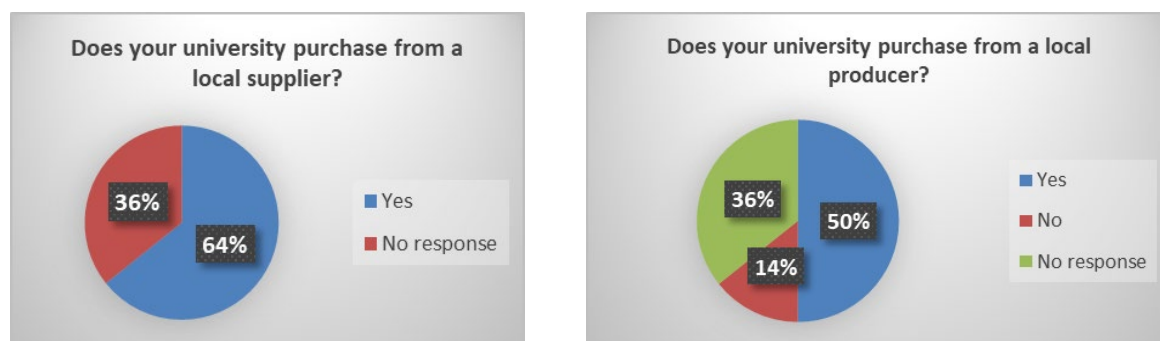 Does your university purchase from a
local supplier?
36%
64%
Yes
No response
Does your university purchase from a local
producer?
36%
50%
14%
Yes
No
No response